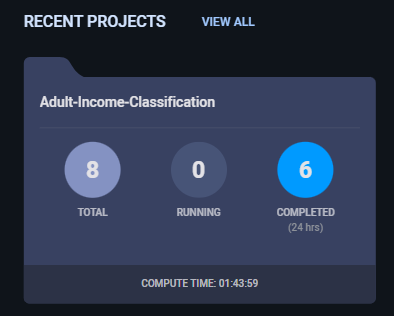 RECENT PROJECTS VIEW ALL
Adult-Income-Classification
8 0 6
TOTAL RUNNING COMPLETED
(24 hrs)
COMPUTE TIME: 01:43:59